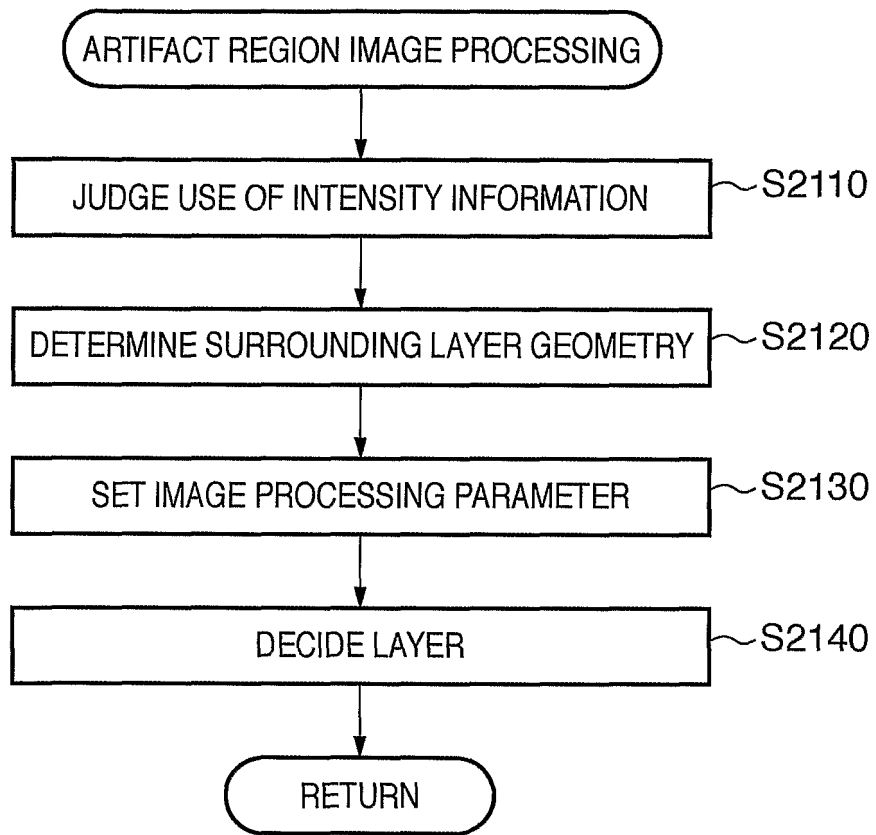 ARTIFACT REGION IMAGE PROCESSING
JUDGE USE OF INTENSITY INFORMATION
S2110
DETERMINE SURROUNDING LAYER GEOMETRY
S2120
SET IMAGE PROCESSING PARAMETER
S2130
DECIDE LAYER
S2140
RETURN